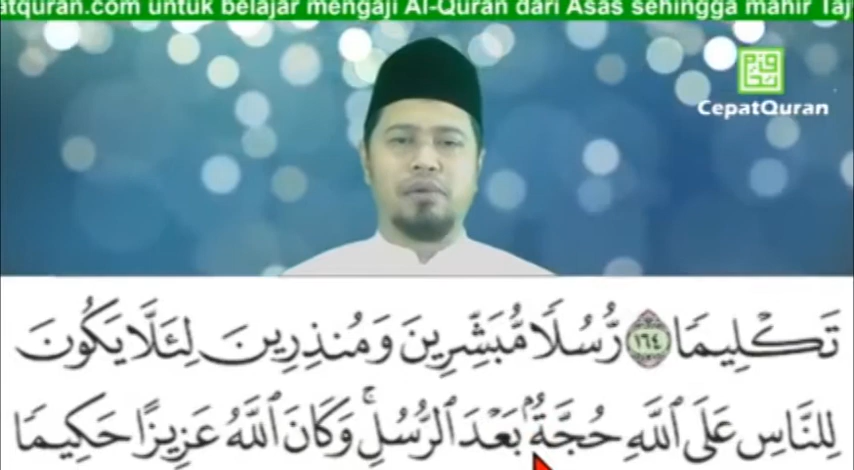 atquran.com untuk belajar mengaji Al-Quran dari Asas sehingga mahir Taj
CepatQuran
تَكْلِيمًا ١٦٤ رُّسُلًا مُّبَشِّرِينَ وَمُنذِرِينَ لِئَلَّا يَكُونَ
لِلنَّاسِ عَلَى ٱللَّهِ حُجَّةٌۢ بَعْدَ ٱلرُّسُلِۚ وَكَانَ ٱللَّهُ عَزِيزًا حَكِيمًا